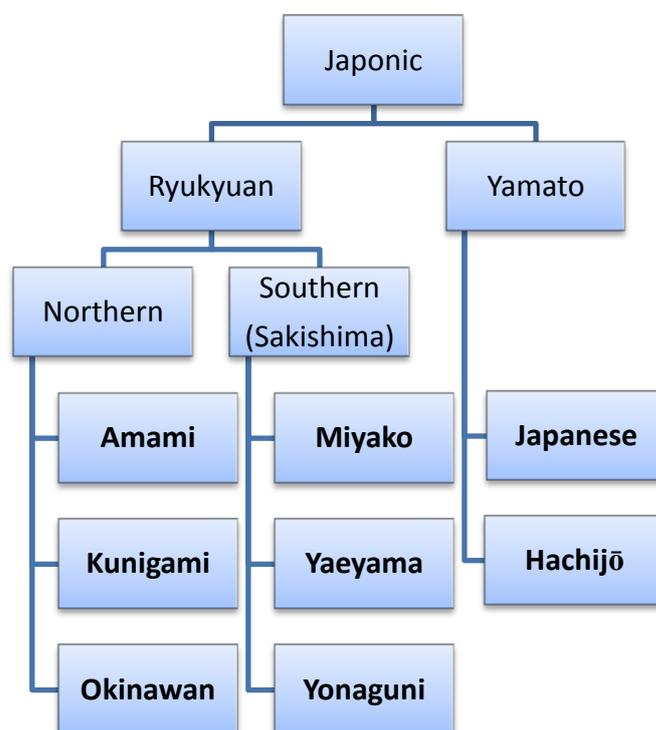 Japonic
Ryukyuan
Yamato
Northern
Southern
(Sakishima)
Amami
Miyako
Japanese
Kunigami
Yaeyama
Hachijō
Okinawan
Yonaguni